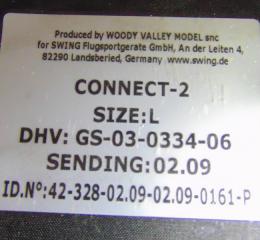 Produced by WOODY VALLEY MODEL snc
for SWING Flugsportgerate GmbH, An der Leiten 4,
82290 Landsberied, Germany www.swing.de
CONNECT-2
SIZE:L
DHV: GS-03-0334-06
SENDING:02.09
ID.Nº:42-328-02.09-02.09-0161-P